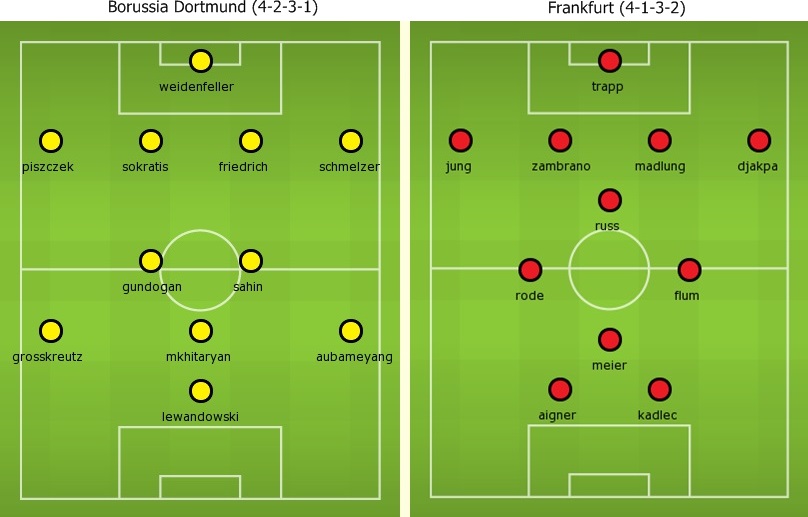 Borussia Dortmund (4-2-3-1)
weidenfeller
piszczek sokratis friedrich schmelzer
gundogan sahin
grosskreutz mkhitaryan aubameyang
lewandowski
Frankfurt (4-1-3-2)
trapp
jung zambrano madlung djakpa
russ
rode flum
meier
aigner kadlec